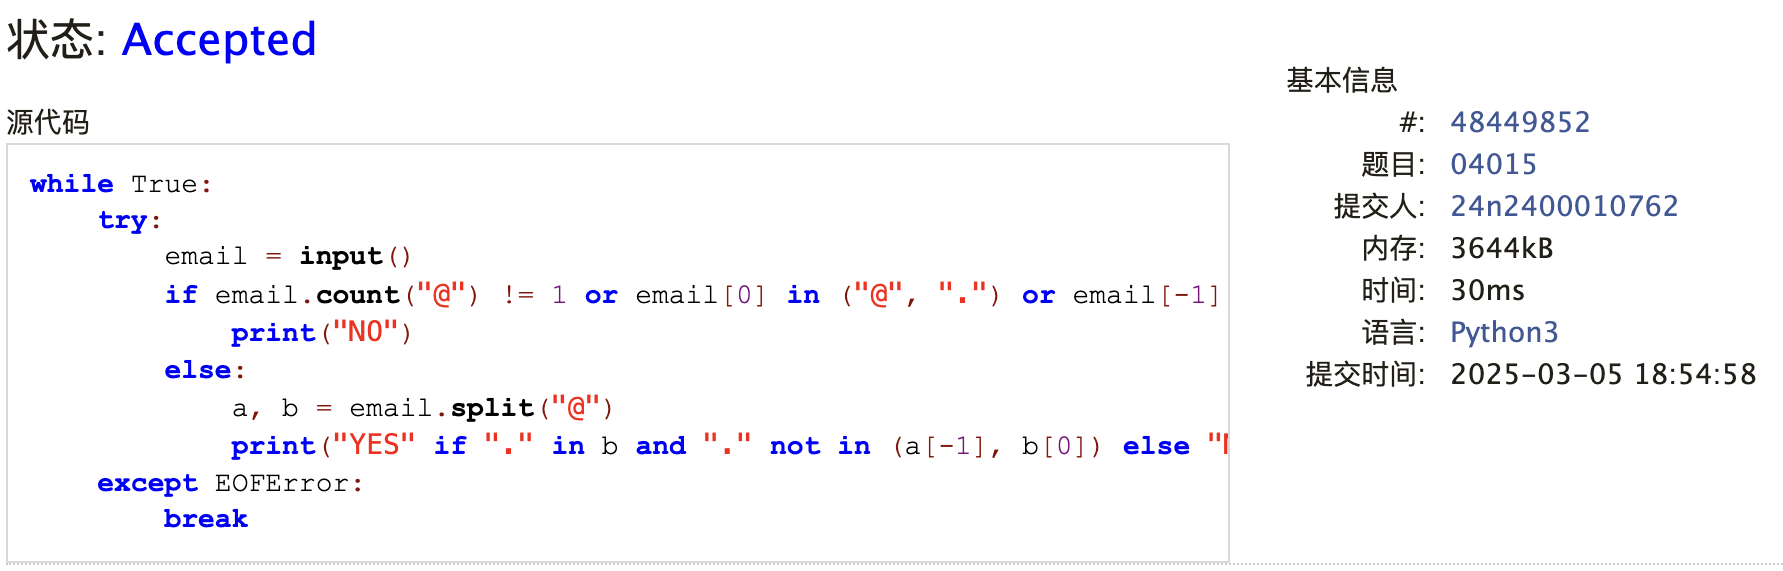 状态: Accepted
源代码
while True:
try:
email = input()
if email.count("@") != 1 or email[0] in ("@", ".") or email[-1]
print("NO")
else:
a, b = email.split("@")
print("YES" if "." in b and "." not in (a[-1], b[0]) else "
except EOFError:
break
基本信息
#: 48449852
题目: 04015
提交人: 24n2400010762
内存: 3644kB
时间: 30ms
语言: Python3
提交时间: 2025-03-05 18:54:58